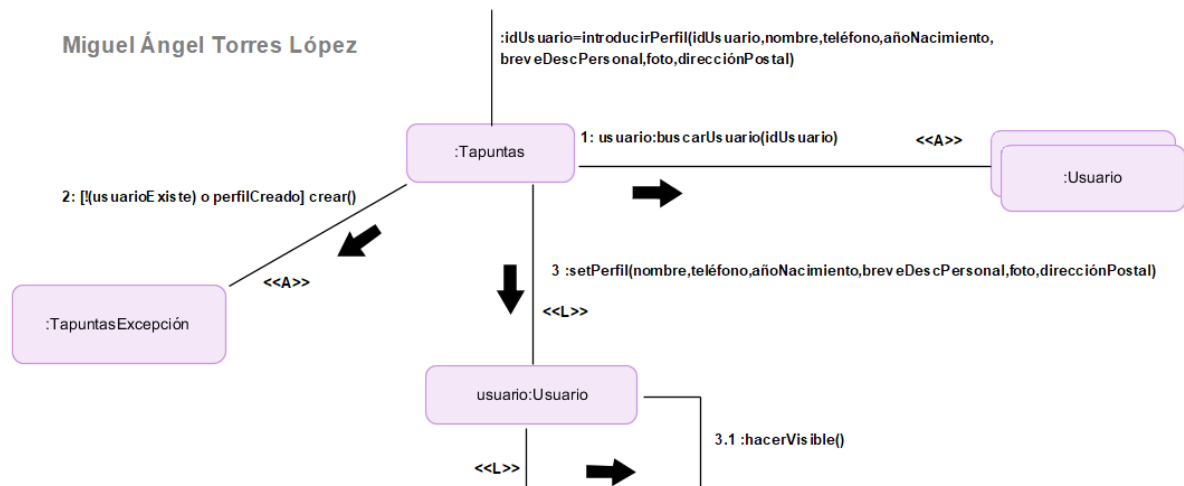 Miguel Ángel Torres López
:idUsuario=introducirPerfil(idUsuario,nombre,teléfono,añoNacimiento,
breveDescPersonal,foto,direcciónPostal)
:Tapuntas
1: usuario:buscarUsuario(idUsuario)
<<A>>
:Usuario
2: [!(usuarioExiste) o perfilCreado] crear()
<<A>>
:TapuntasExcepción
3 :setPerfil(nombre,teléfono,añoNacimiento,breveDescPersonal,foto,direcciónPostal)
<<L>>
usuario:Usuario
3.1 :hacerVisible()
<<L>>